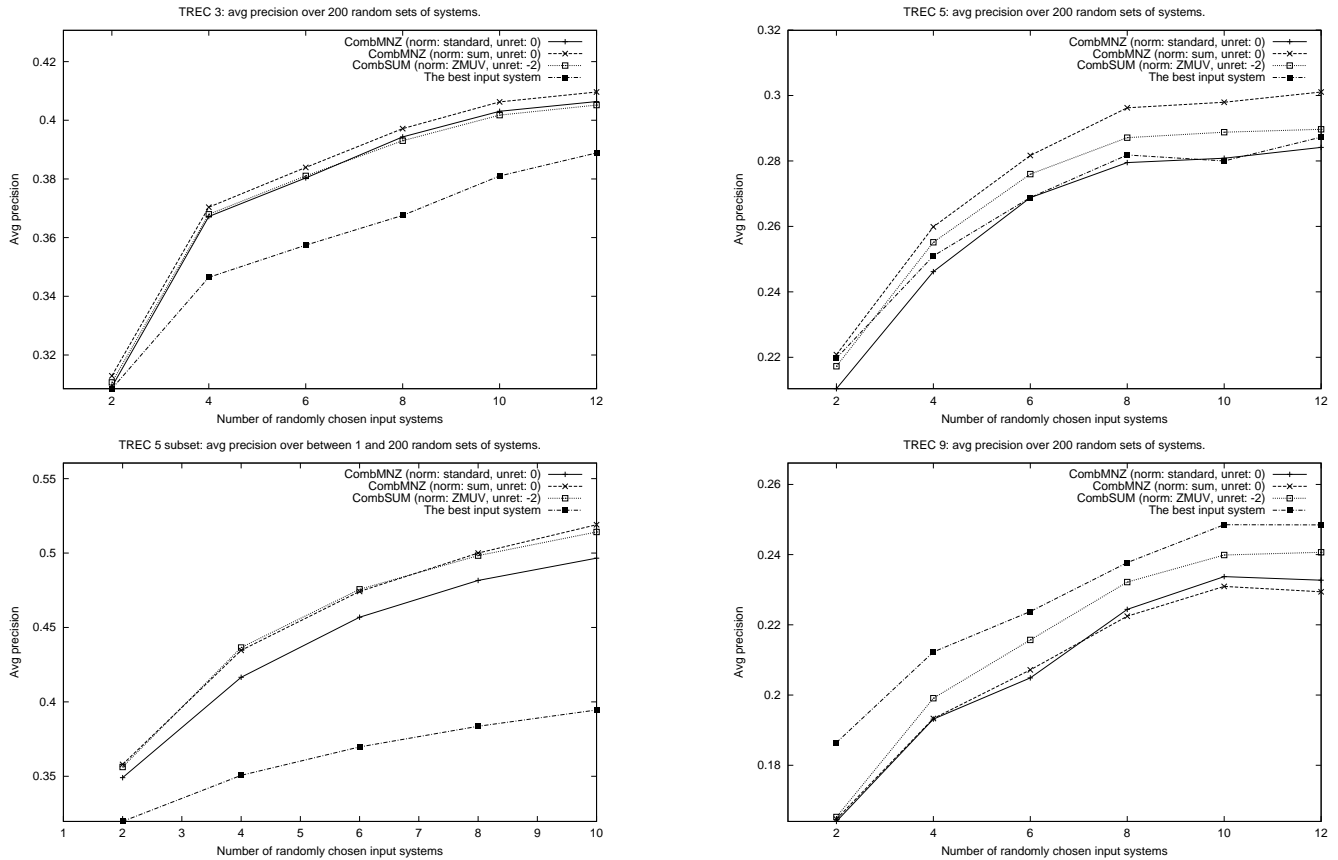 TREC 3: avg precision over 200 random sets of systems.
CombMNZ (norm: standard, unret: 0)
CombMNZ (norm: sum, unret: 0)
CombSUM (norm: ZMUV, unret: -2)
The best input system
0.42
0.4
0.38
0.36
0.34
0.32
Avg precision
2 4 6 8 10 12
Number of randomly chosen input systems
TREC 5: avg precision over 200 random sets of systems.
CombMNZ (norm: standard, unret: 0)
CombMNZ (norm: sum, unret: 0)
CombSUM (norm: ZMUV, unret: -2)
The best input system
0.32
0.3
0.28
0.26
0.24
0.22
Avg precision
2 4 6 8 10 12
Number of randomly chosen input systems
TREC 5 subset: avg precision over between 1 and 200 random sets of systems.
CombMNZ (norm: standard, unret: 0)
CombMNZ (norm: sum, unret: 0)
CombSUM (norm: ZMUV, unret: -2)
The best input system
0.55
0.5
0.45
0.4
0.35
Avg precision
1 2 3 4 5 6 7 8 9 10
Number of randomly chosen input systems
TREC 9: avg precision over 200 random sets of systems.
CombMNZ (norm: standard, unret: 0)
CombMNZ (norm: sum, unret: 0)
CombSUM (norm: ZMUV, unret: -2)
The best input system
0.26
0.24
0.22
0.2
0.18
Avg precision
2 4 6 8 10 12
Number of randomly chosen input systems